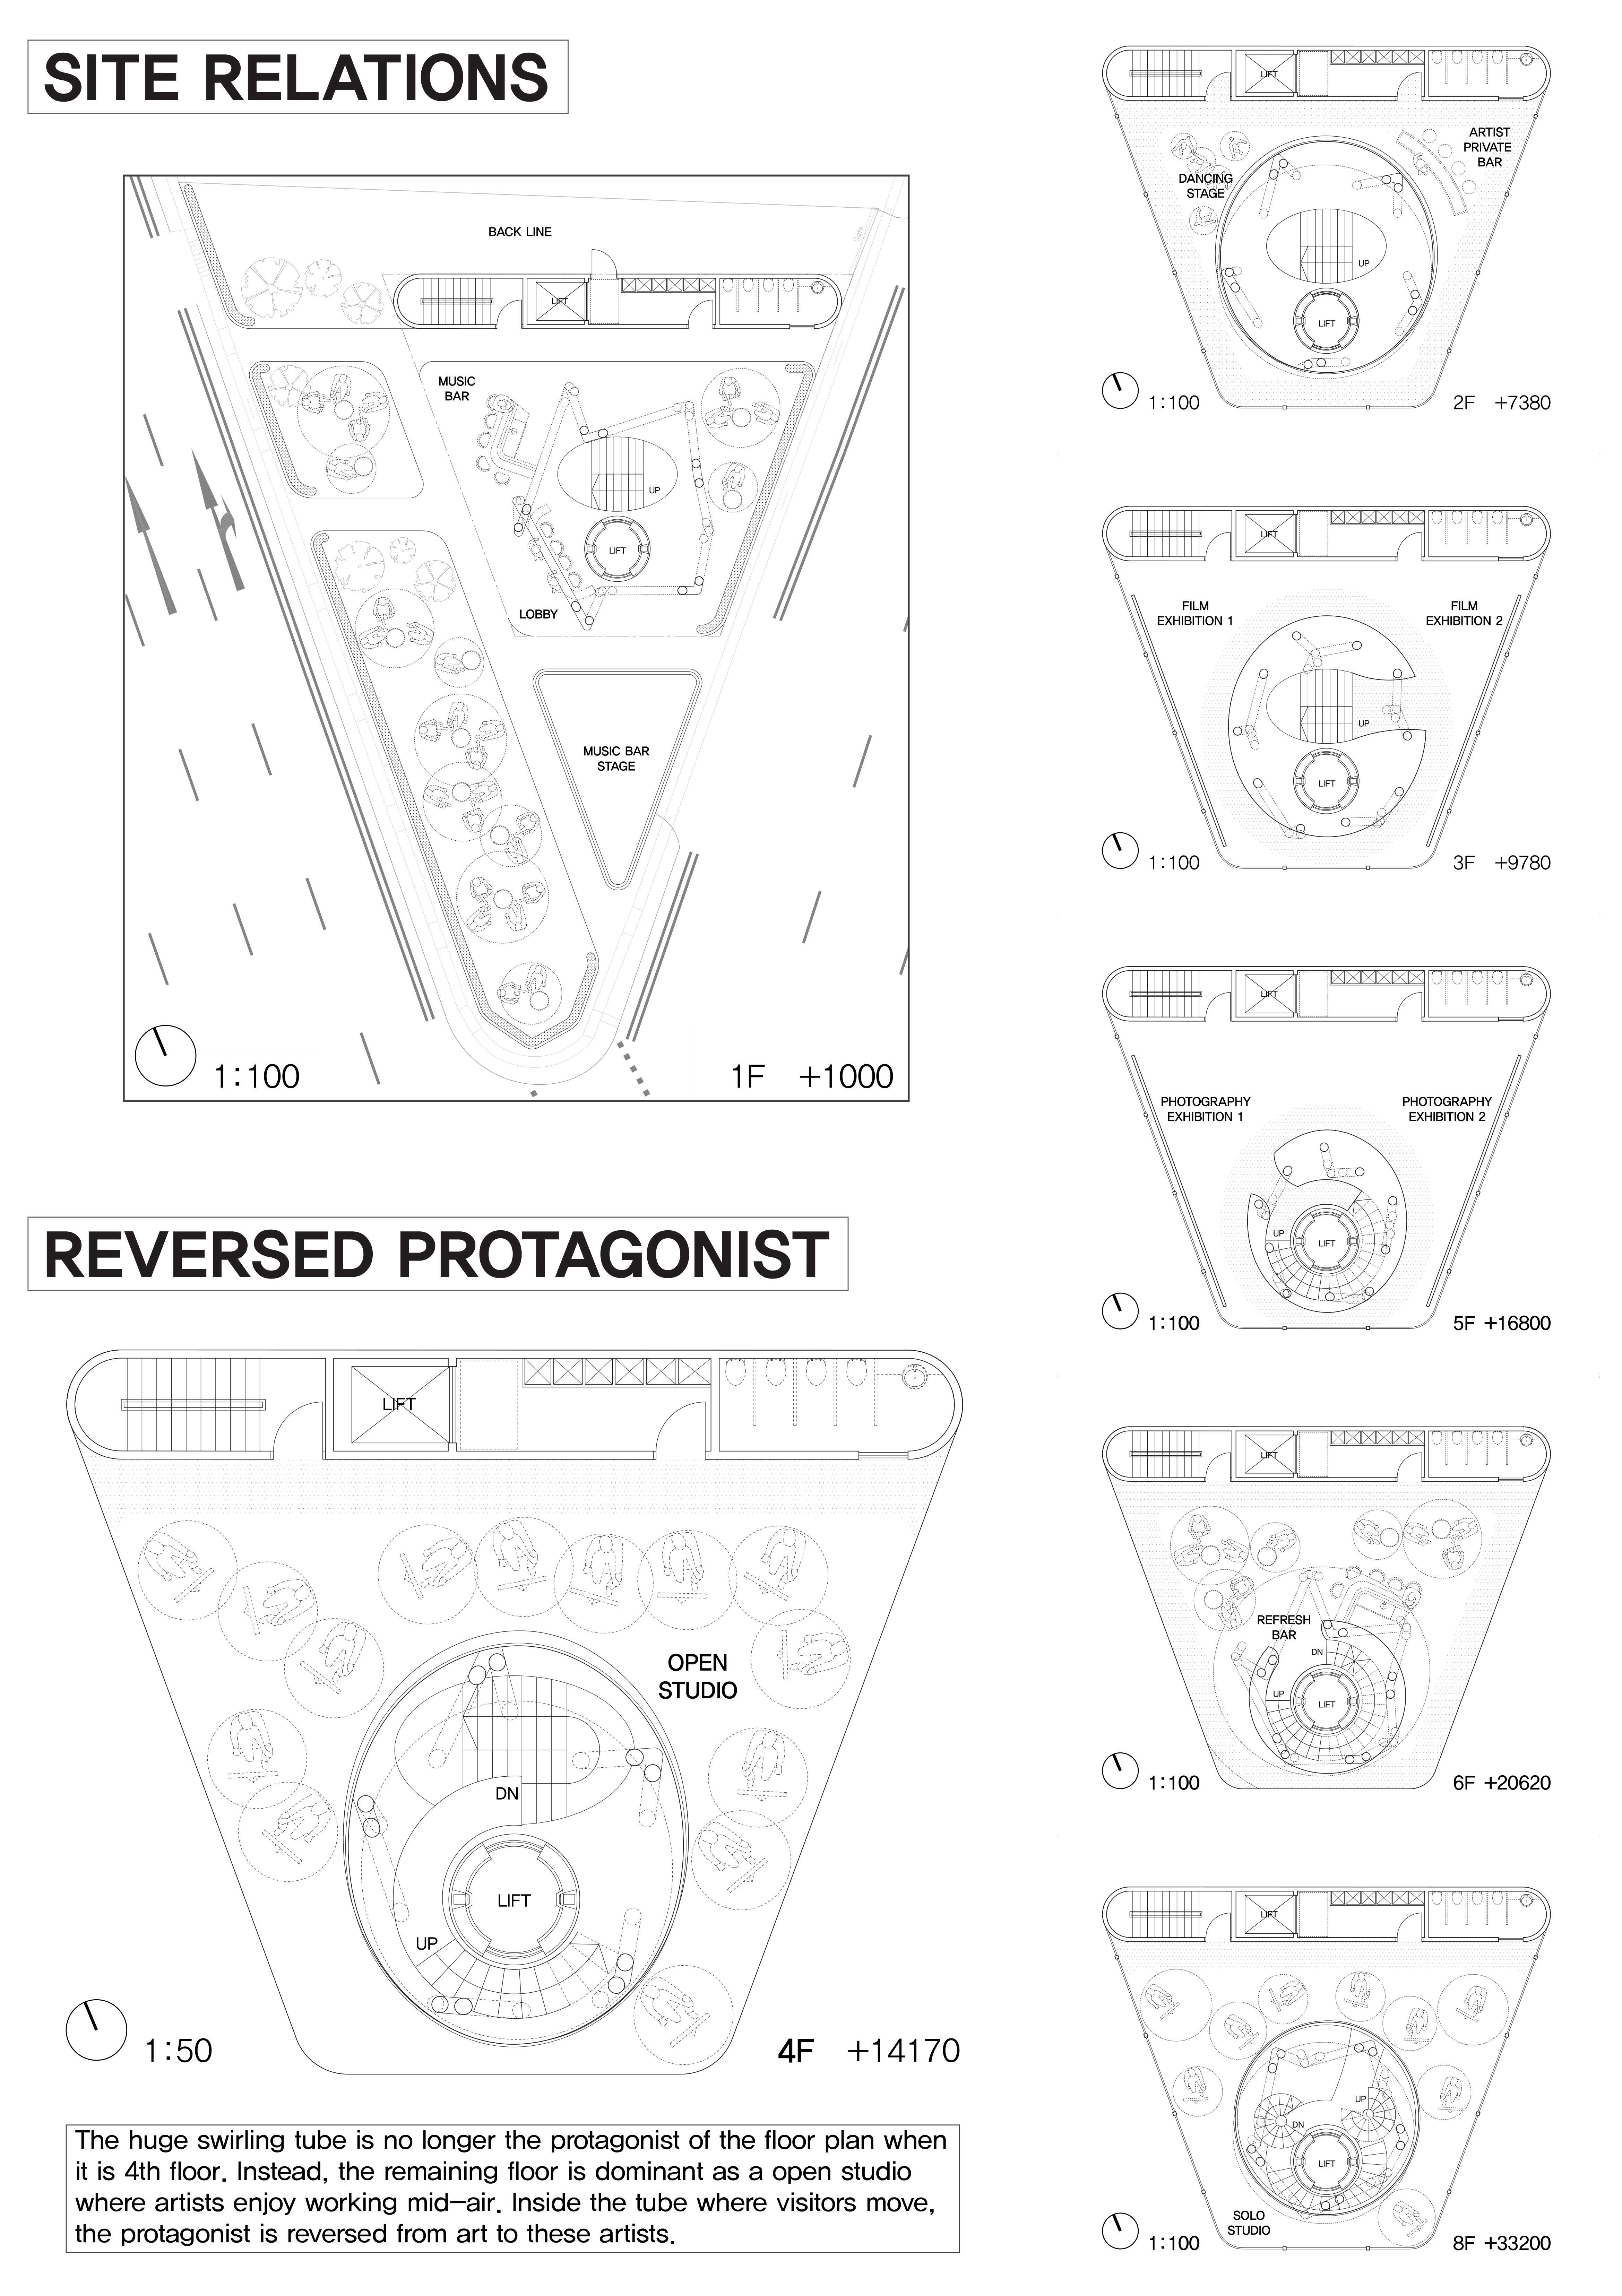 SITE RELATIONS
BACK LINE
Gate
LIFT
MUSIC
BAR
UP
LIFT
LOBBY
MUSIC BAR
STAGE
1:100
1F +1000
REVERSED PROTAGONIST
LIFT
OPEN
STUDIO
DN
LIFT
UP
1:50
4F +14170
The huge swirling tube is no longer the protagonist of the floor plan when
it is 4th floor. Instead, the remaining floor is dominant as a open studio
where artists enjoy working mid-air. Inside the tube where visitors move,
the protagonist is reversed from art to these artists.
LIFT
ARTIST
PRIVATE
BAR
DANCING
STAGE
UP
LIFT
1:100
2F +7380
LIFT
FILM
EXHIBITION 1
FILM
EXHIBITION 2
UP
LIFT
1:100
3F +9780
LIFT
PHOTOGRAPHY
EXHIBITION 1
PHOTOGRAPHY
EXHIBITION 2
UP
LIFT
1:100
5F +16800
LIFT
REFRESH
BAR
DN
UP
LIFT
1:100
6F +20620
LIFT
UP
DN
LIFT
SOLO
STUDIO
1:100
8F +33200